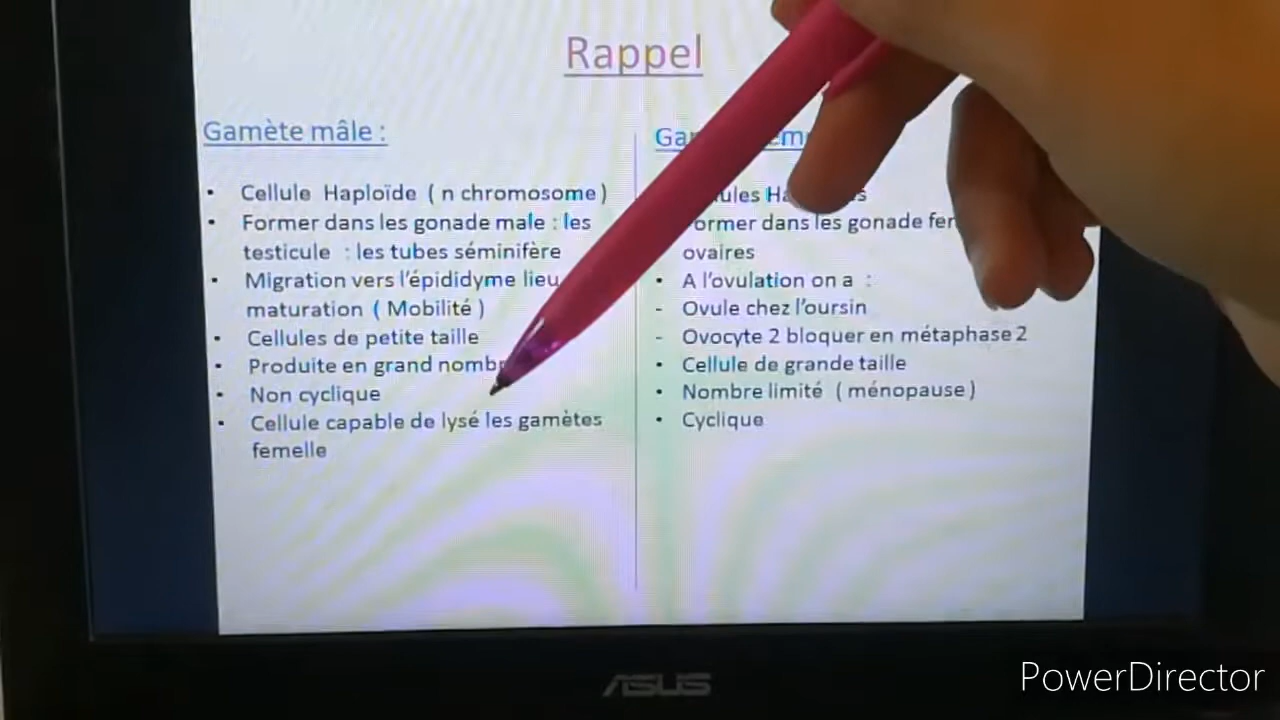 Rappel
Gamète mâle :
• Cellule Haploïde ( n chromosome )
• Former dans les gonade male : les
testicule : les tubes séminifère
• Migration vers l'épididyme lieu
maturation ( Mobilité )
• Cellules de petite taille
• Produite en grand
• Non cyclique
• Cellule capable de lysé les gamètes
femelle
dans les gonade
ovaires
• A l'ovulation on a :
- Ovule chez l'oursin
- Ovocyte 2 bloquer en métaphase 2
• Cellule de grande taille
• Nombre limité ( ménopause )
• Cyclique
ASUS
PowerDirector